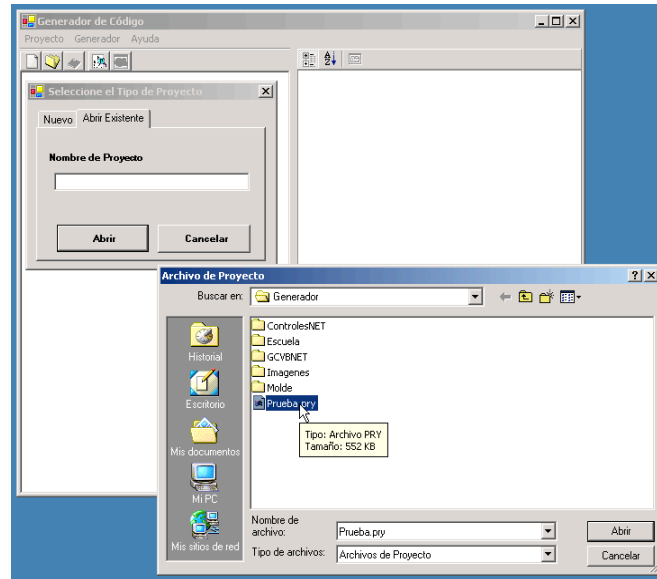 Generador de Código
Proyecto Generador Ayuda
Seleccione el Tipo de Proyecto
Nuevo Abrir Existente
Nombre de Proyecto
Abrir Cancelar
Archivo de Proyecto
Buscar en: Generador
Historial
Escritorio
Mis documentos
Mi PC
Mis sitios de red
ControlesNET
Escuela
GCVBNET
Imagenes
Molde
Prueba.pry
Tipo: Archivo PRY
Tamaño: 552 KB
Nombre de archivo: Prueba.pry Abrir
Tipo de archivos: Archivos de Proyecto Cancelar